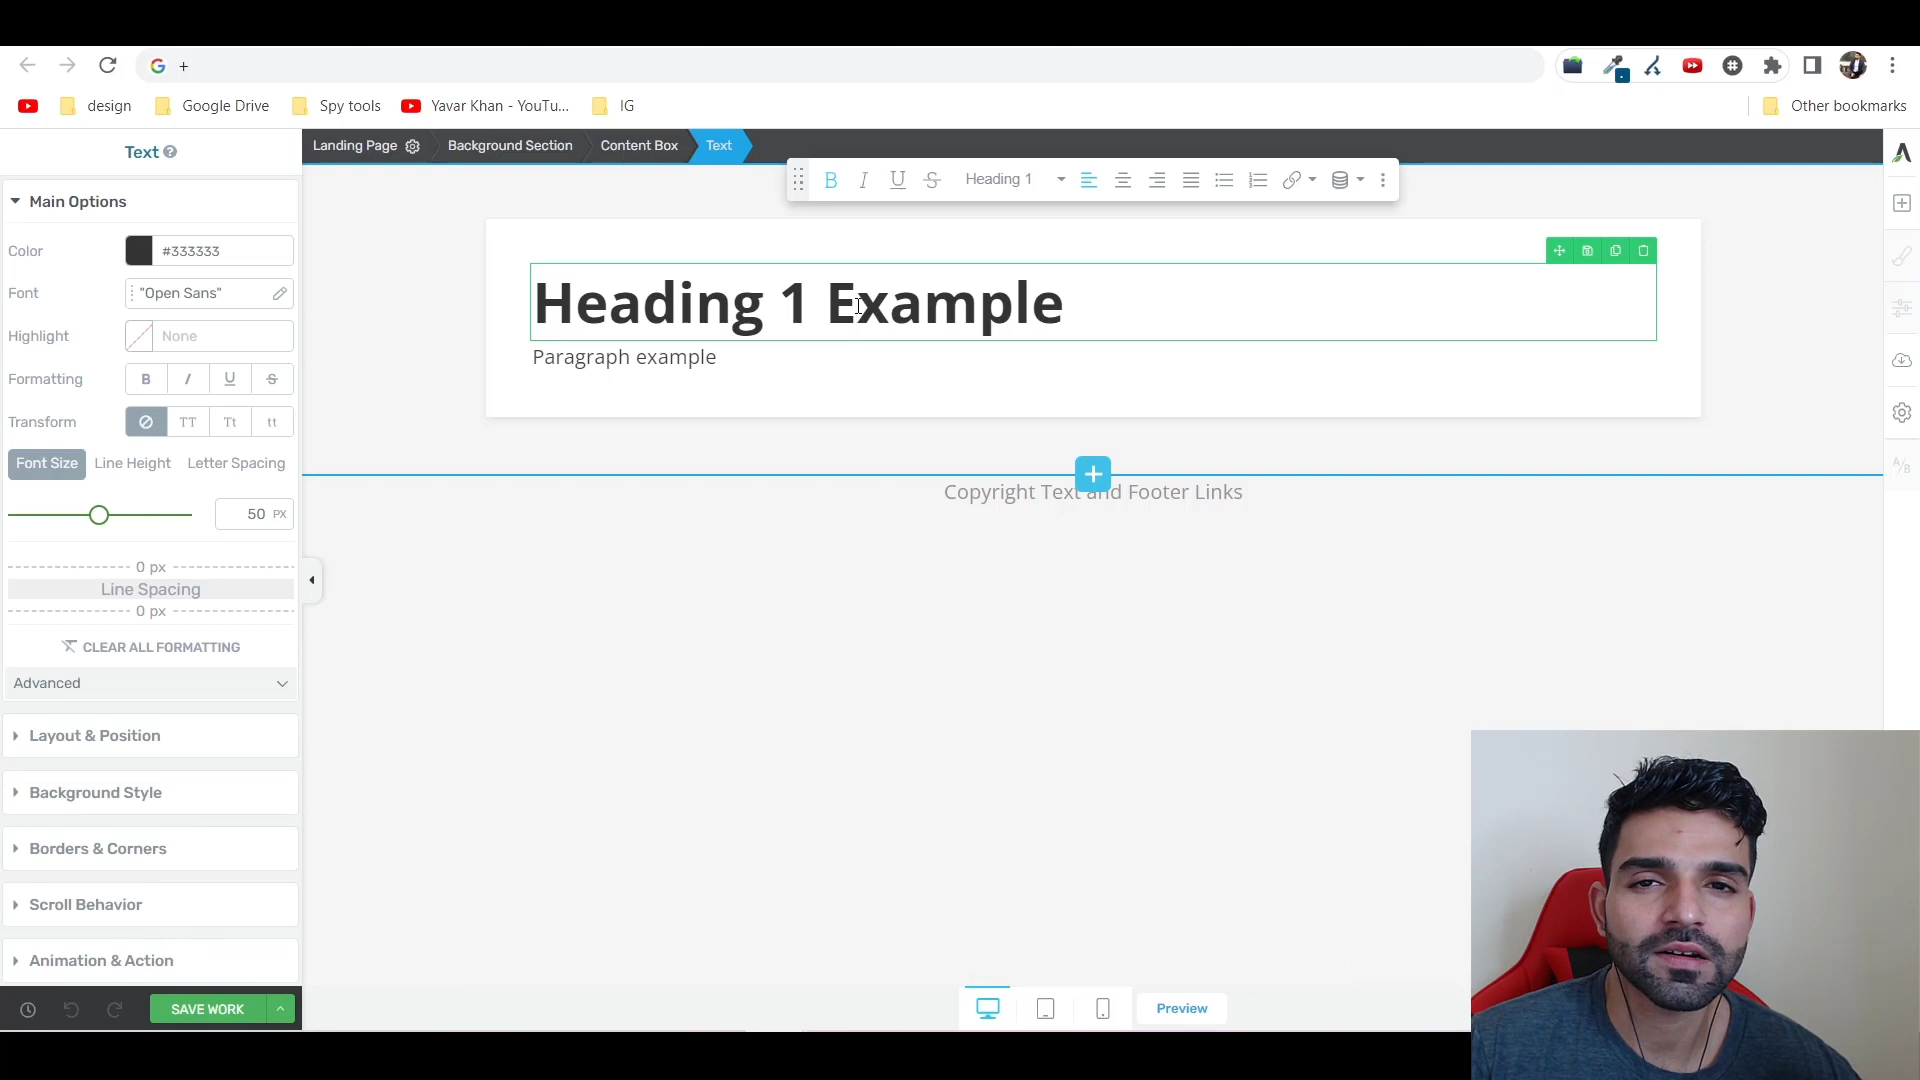 +
design
Google Drive
Spy tools
Yavar Khan - YouTu...
IG
Other bookmarks
Text
Landing Page
Background Section
Content Box
Text
B I U S Heading 1
Main Options
Color
#333333
Font
"Open Sans"
Highlight
None
Formatting
B I U S
Transform
TT Tt tt
Font Size Line Height Letter Spacing
50 PX
0 px
Line Spacing
0 px
CLEAR ALL FORMATTING
Advanced
Layout & Position
Background Style
Borders & Corners
Scroll Behavior
Animation & Action
SAVE WORK
Heading 1 Example
Paragraph example
Copyright Text and Footer Links
Preview
A/B